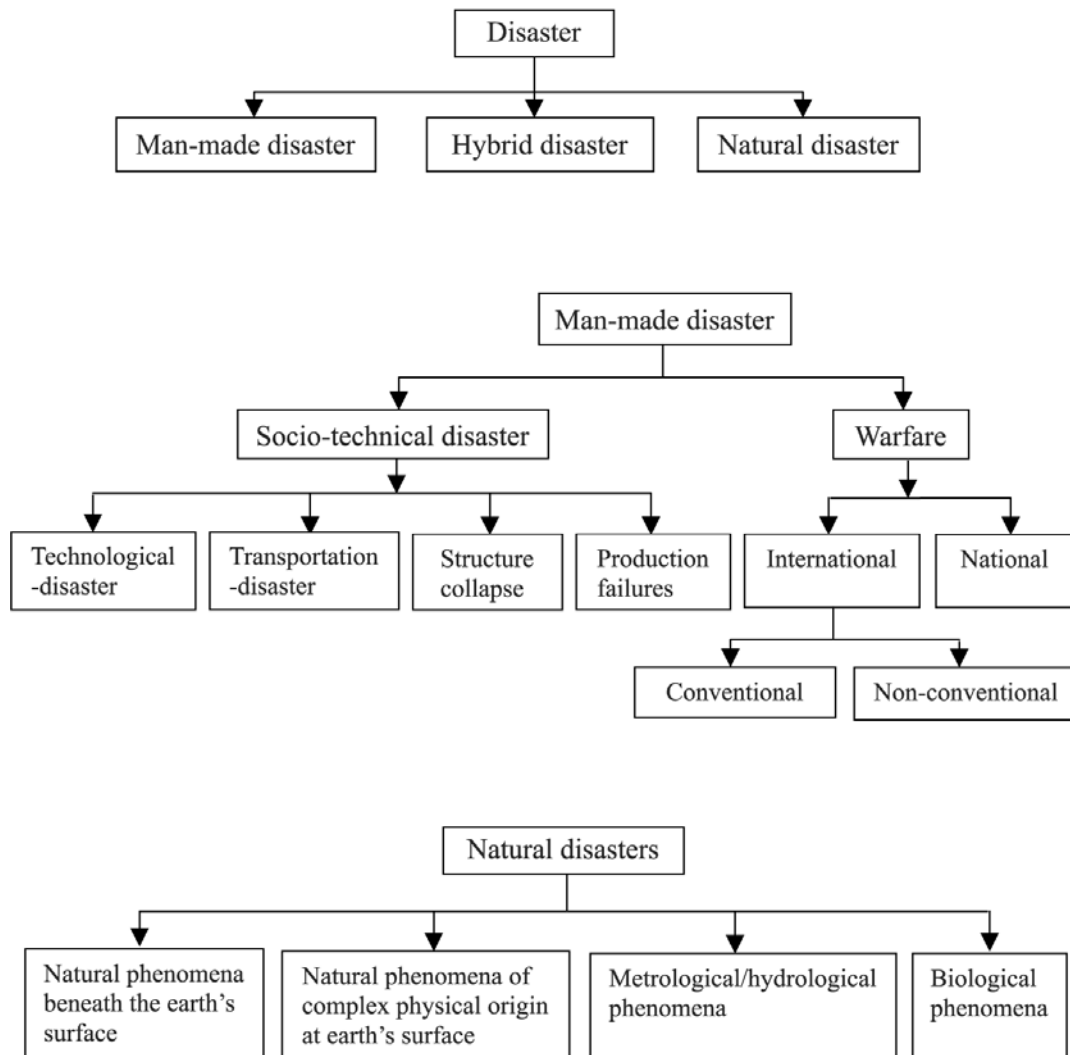 Disaster
Man-made disaster
Hybrid disaster
Natural disaster
Man-made disaster
Socio-technical disaster
Warfare
Technological
-disaster
Transportation
-disaster
Structure
collapse
Production
failures
International
National
Conventional
Non-conventional
Natural disasters
Natural phenomena
beneath the earth's
surface
Natural phenomena of
complex physical origin
at earth's surface
Metrological/hydrological
phenomena
Biological
phenomena